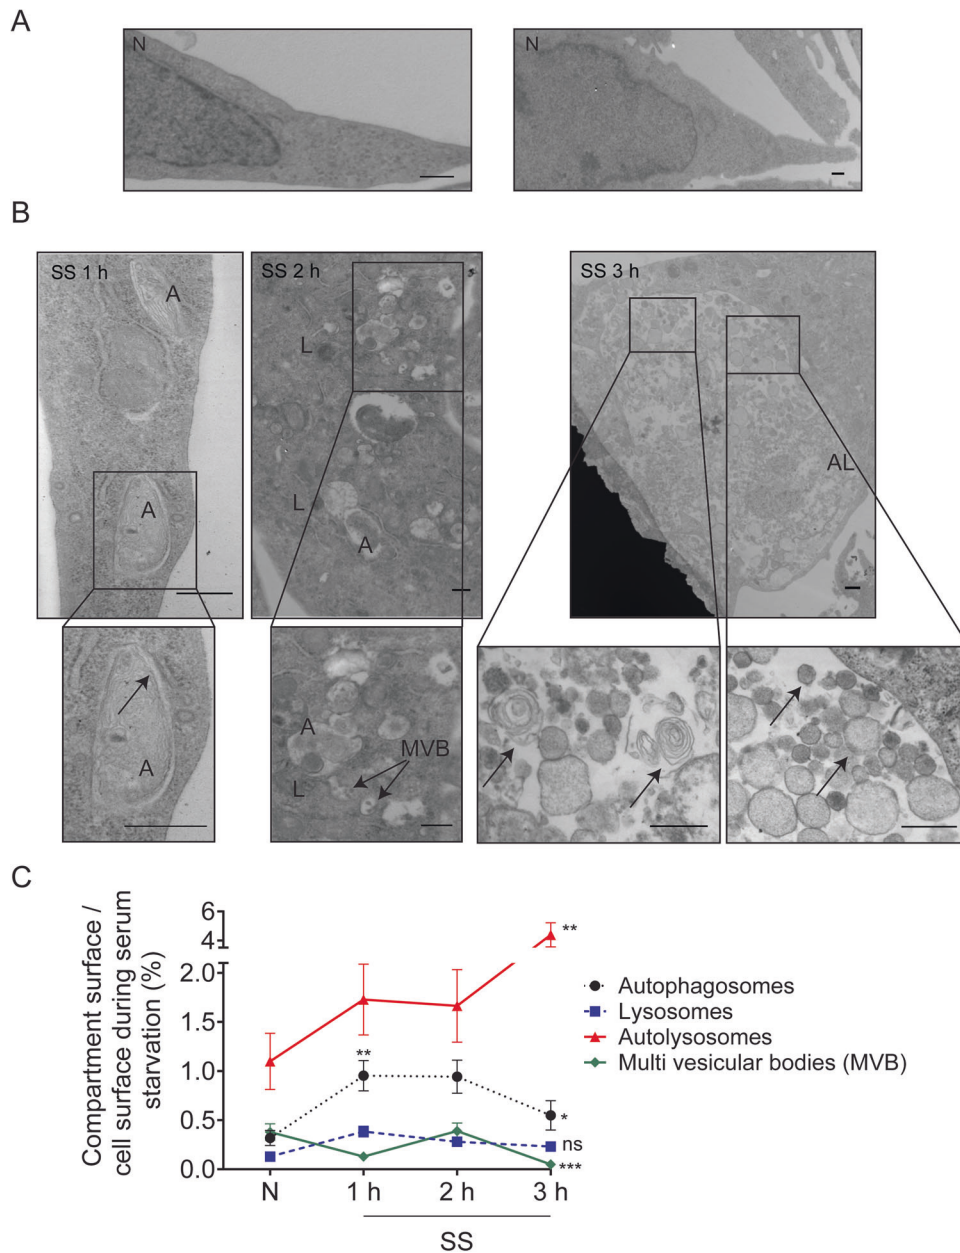 A
N
N
B
SS 1 h
A
A
A
SS 2 h
L
L
A
A
L
MVB
SS 3 h
AL
C
Compartment surface /
cell surface during serum
starvation (%)
6
4
2.0
1.5
1.0
0.5
0.0
**
**
*
ns
***
N
1 h
2 h
3 h
SS
Autophagosomes
Lysosomes
Autolysosomes
Multi vesicular bodies (MVB)